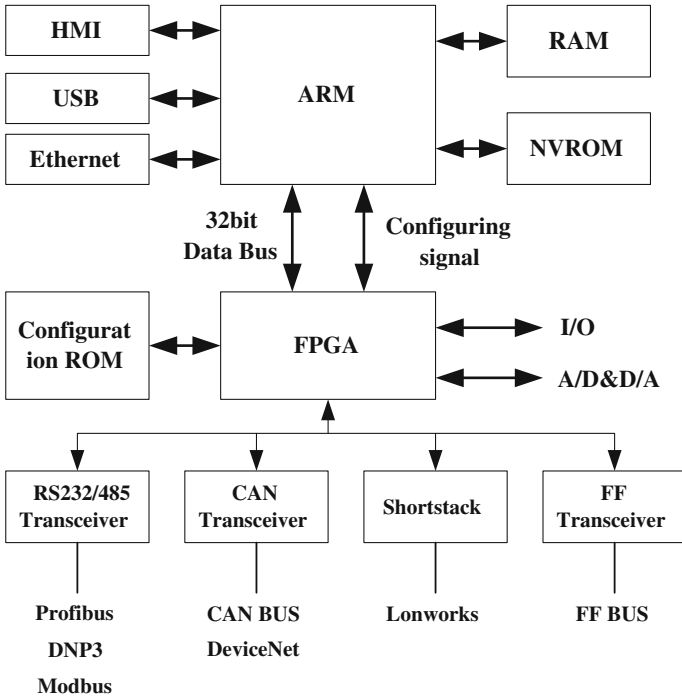 HMI
USB
Ethernet
ARM
RAM
NVROM
32bit
Data Bus
Configuring
signal
Configurat
ion ROM
FPGA
I/O
A/D&D/A
RS232/485
Transceiver
CAN
Transceiver
Shortstack
FF
Transceiver
Profibus
DNP3
Modbus
CAN BUS
DeviceNet
Lonworks
FF BUS